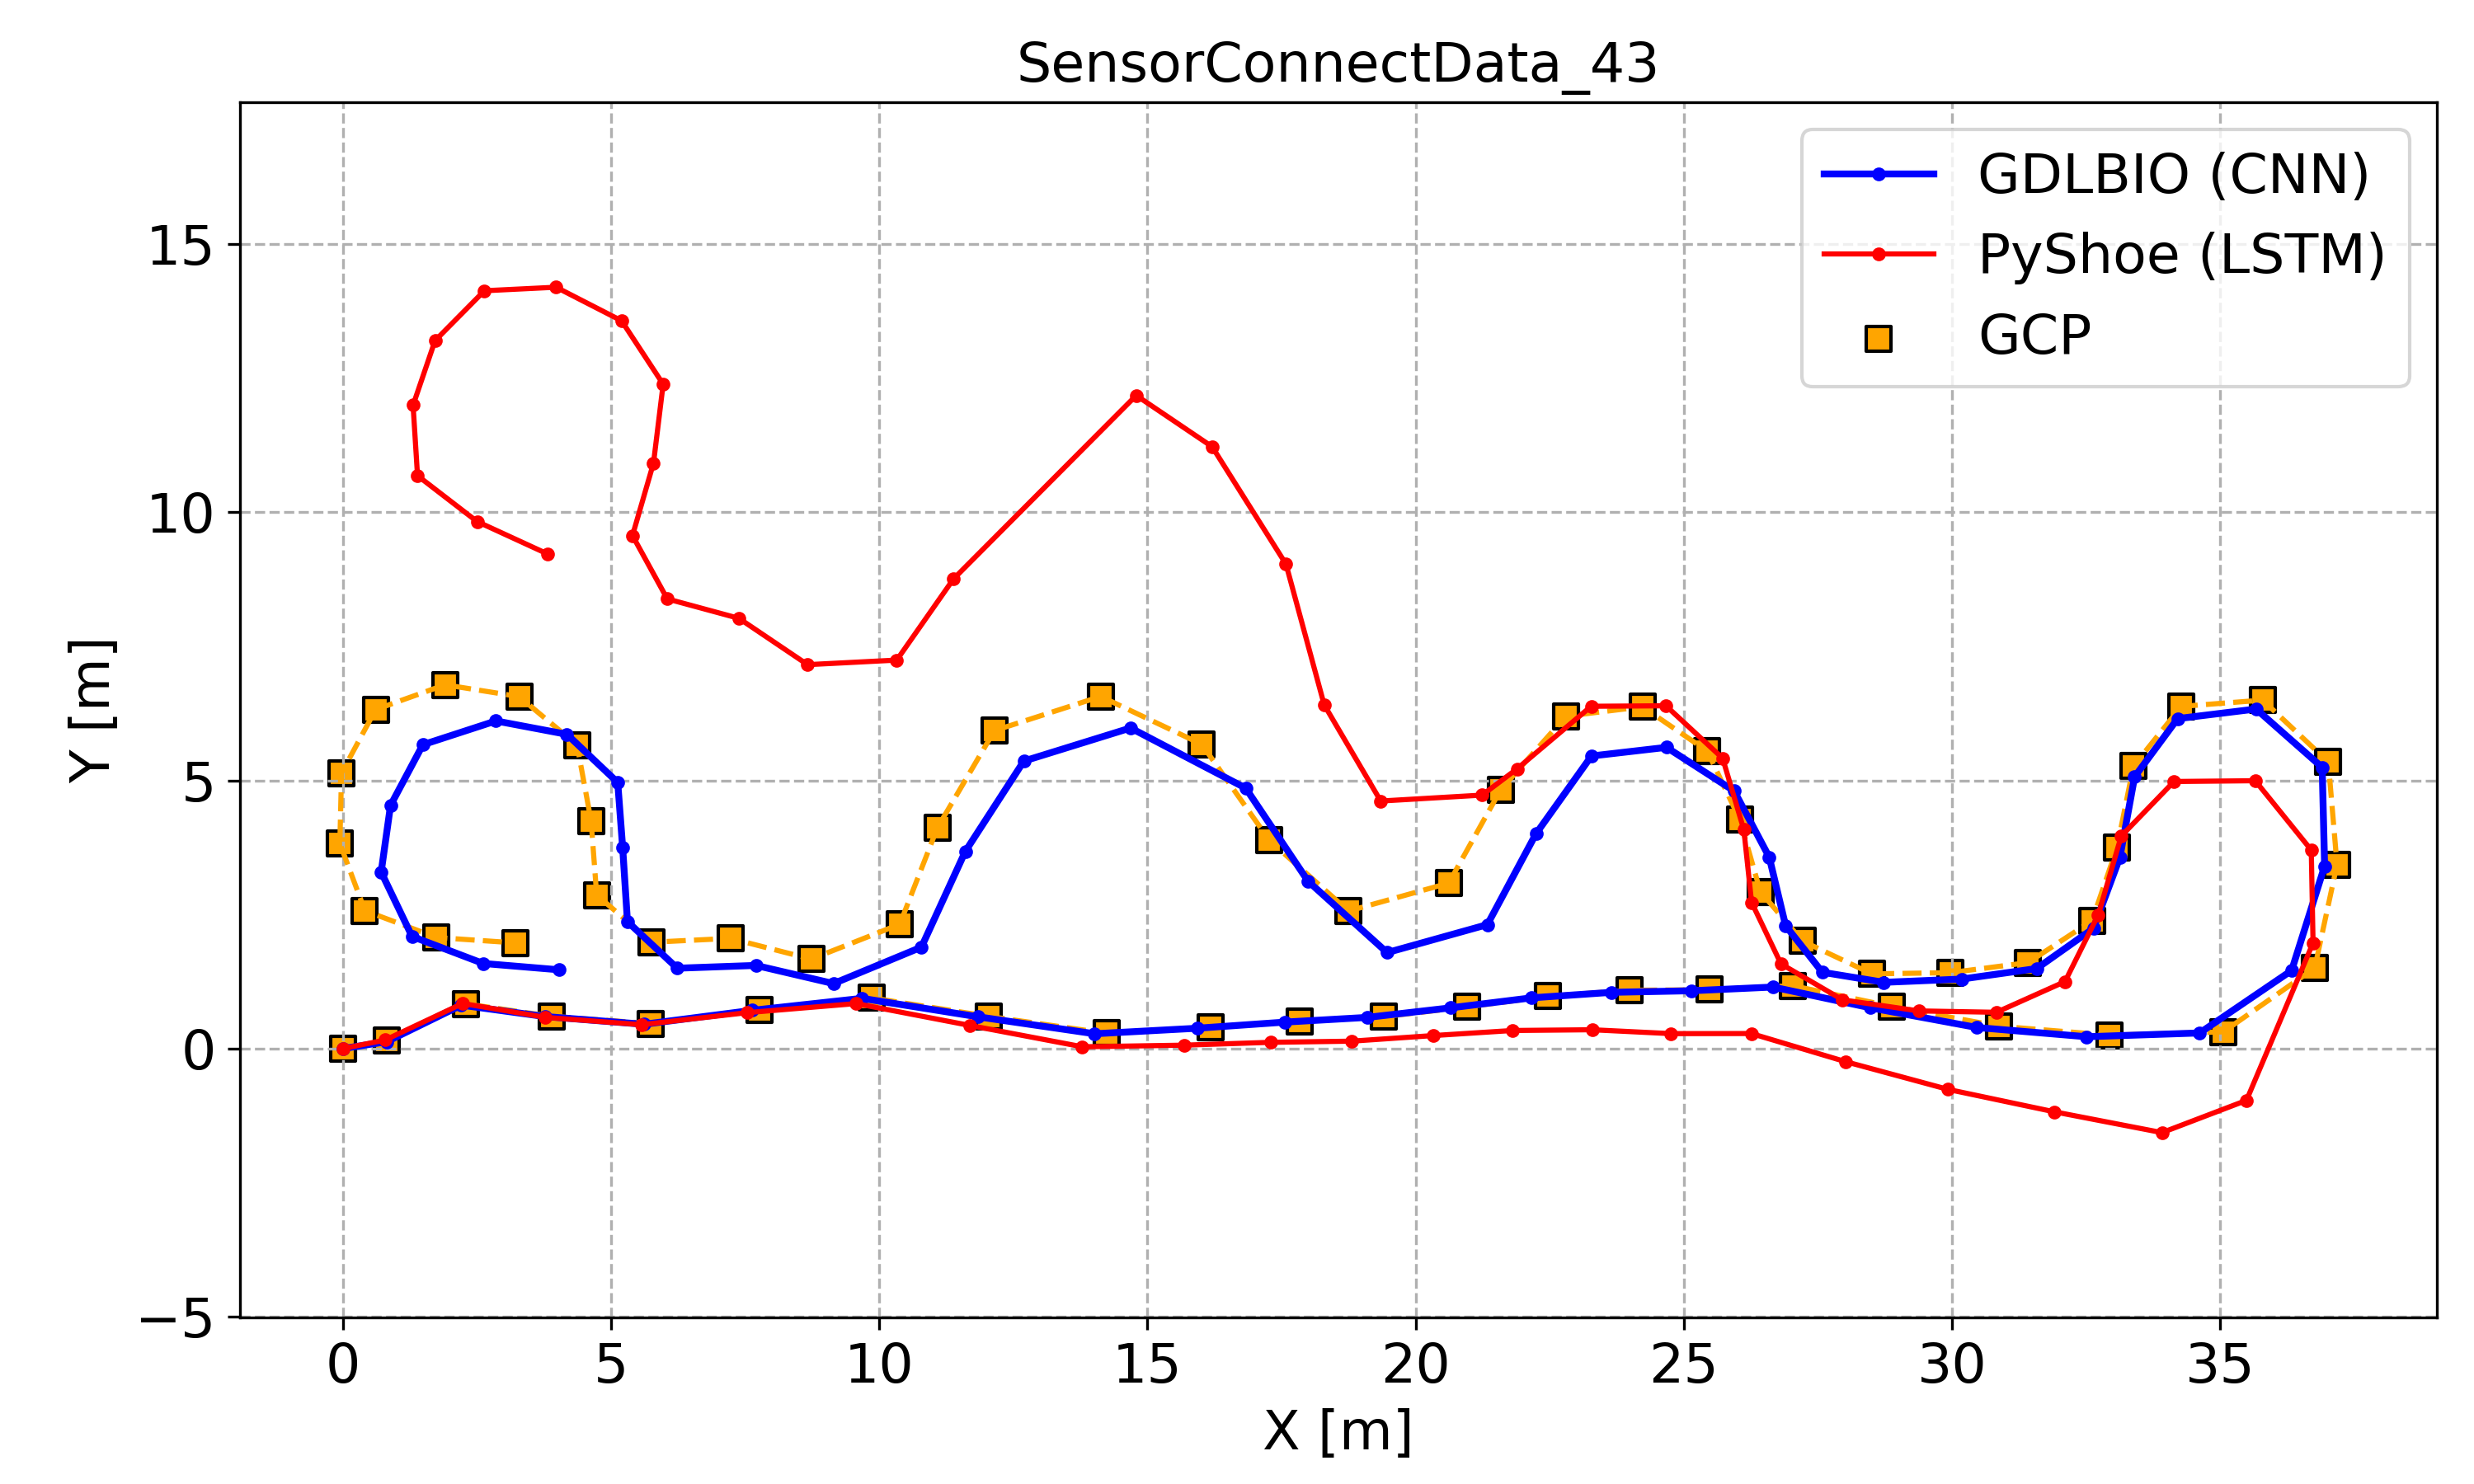 SensorConnectData_43
GDLBIO (CNN)
PyShoe (LSTM)
GCP
Y [m]
15
10
5
0
−5
0 5 10 15 20 25 30 35
X [m]